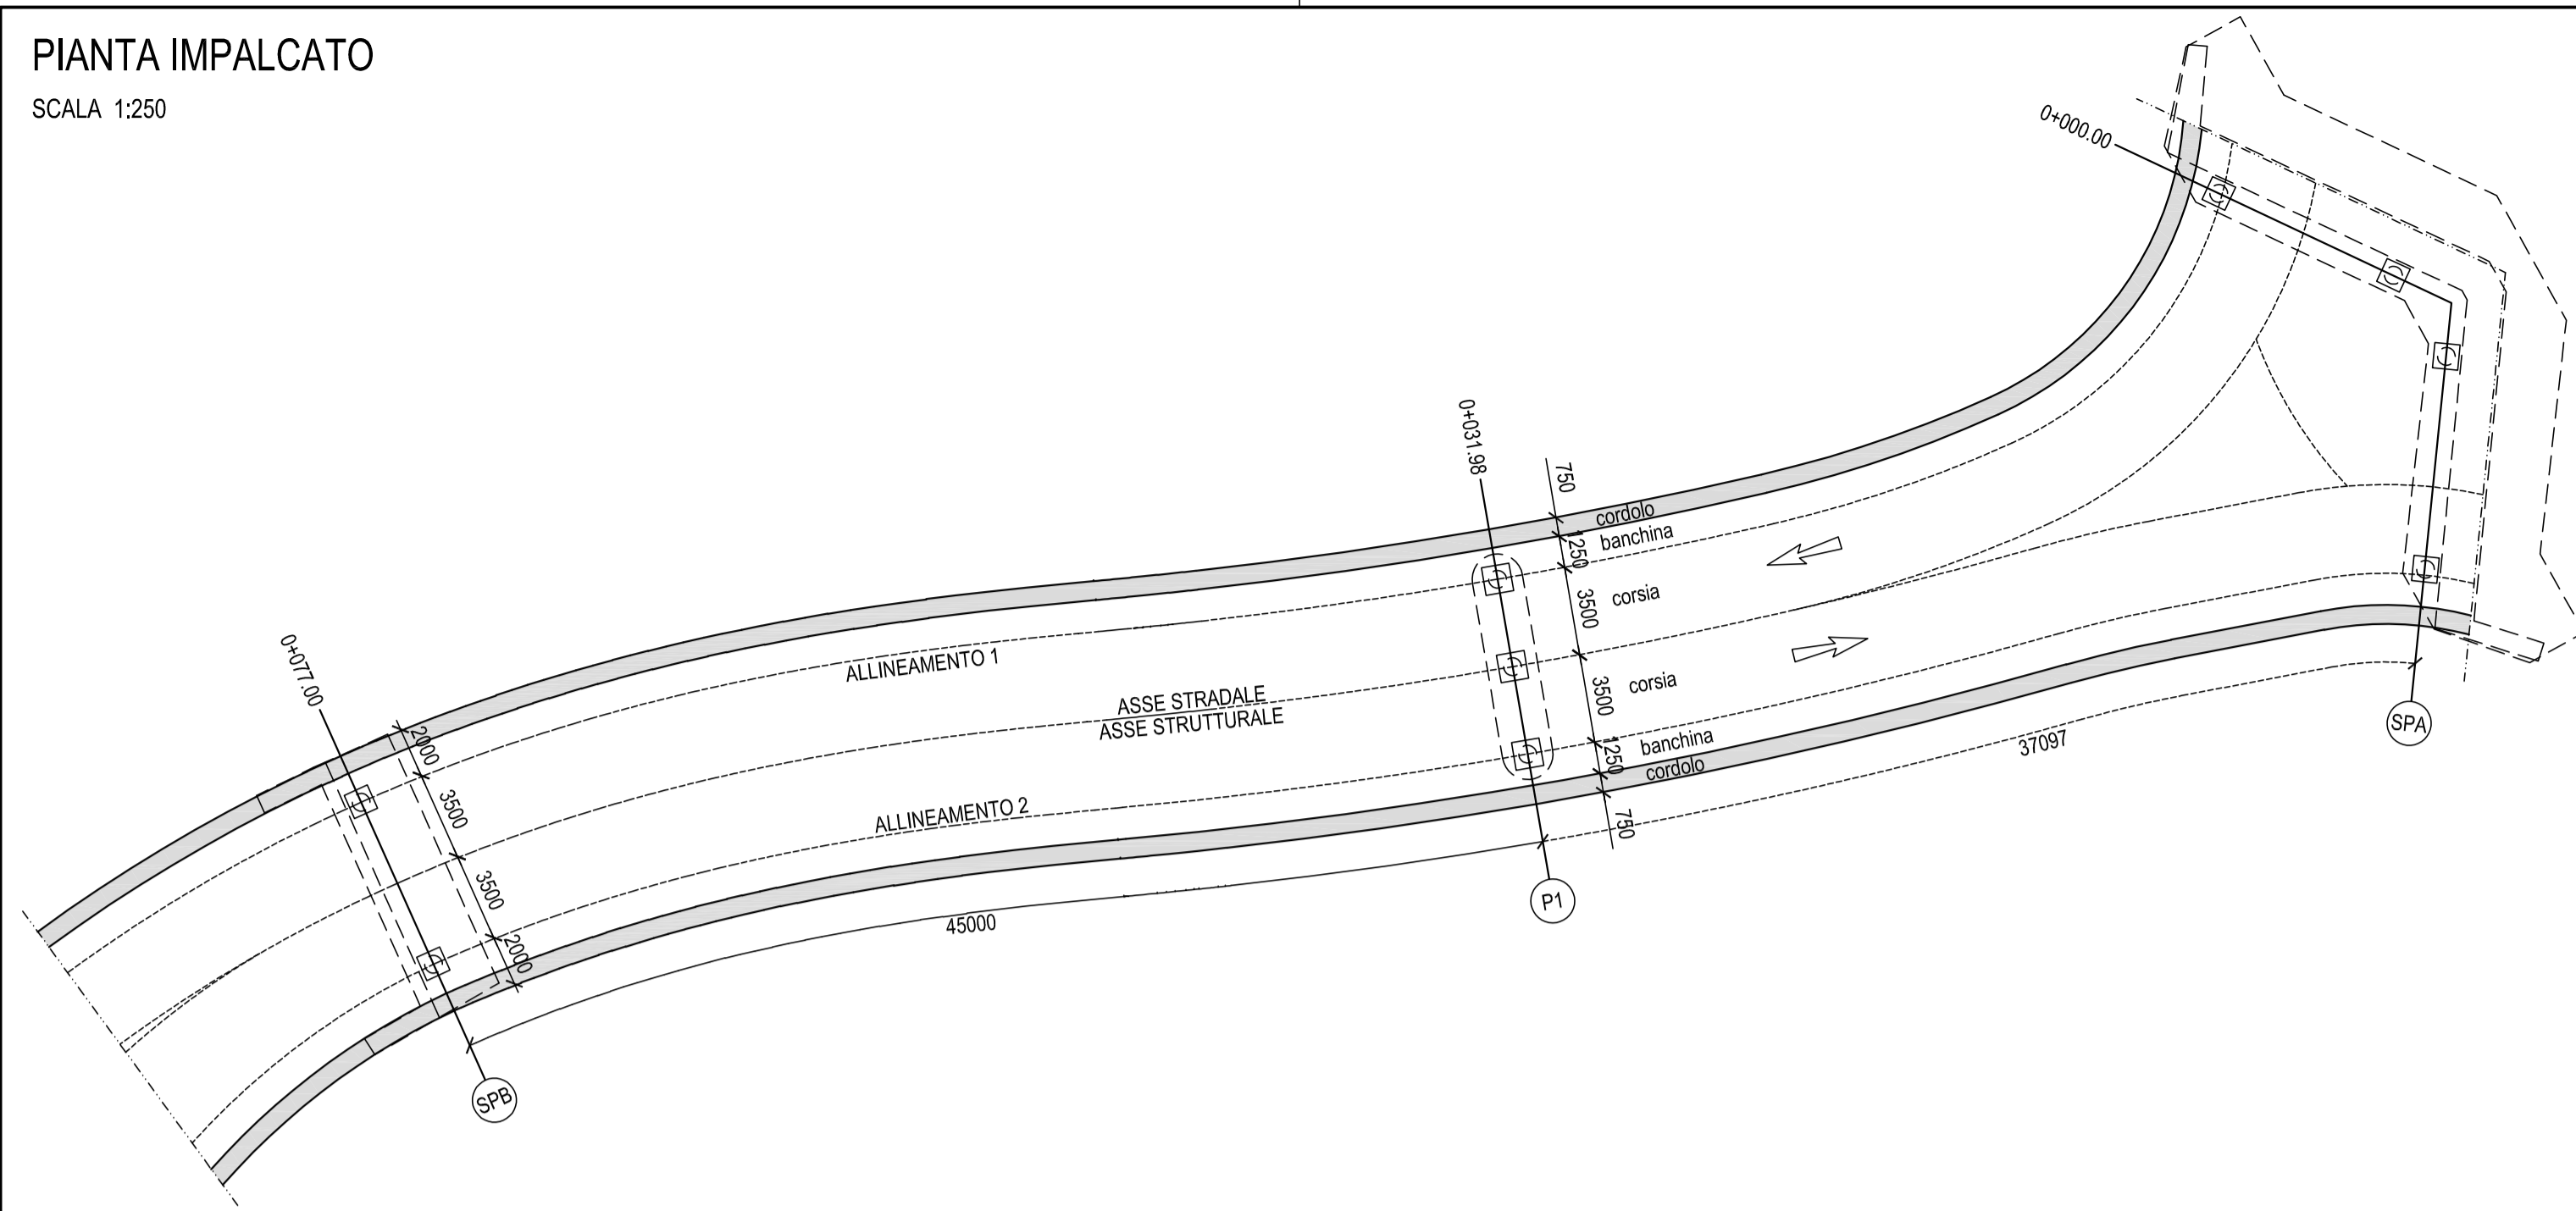 PIANTA IMPALCATO
SCALA 1:250
0+000.00
0+031.98
750
cordolo
1250
banchina
3500
corsia
3500
corsia
1250
banchina
cordolo
750
0+077.00
2000
3500
3500
2000
ALLINEAMENTO 1
ASSE STRADALE
ASSE STRUTTURALE
ALLINEAMENTO 2
45000
37097
SPA
P1
SPB